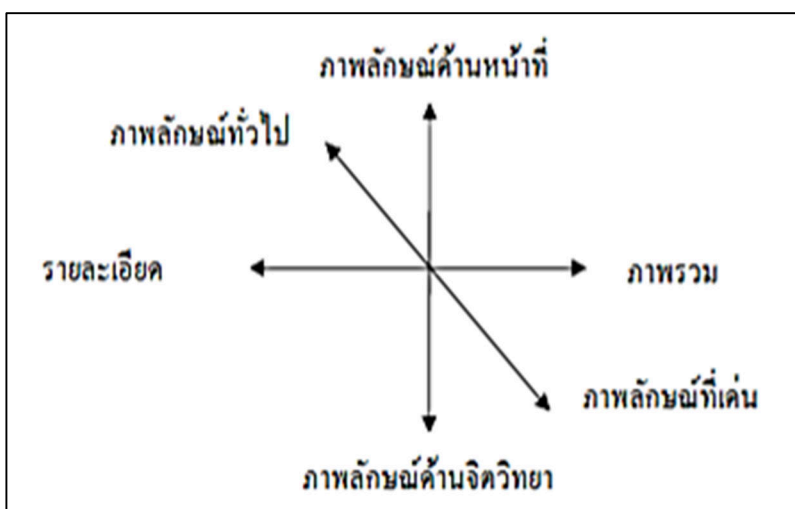 ภาพลักษณ์ด้านหน้าที่
ภาพลักษณ์ทั่วไป
รายละเอียด
ภาพรวม
ภาพลักษณ์ที่เด่น
ภาพลักษณ์ด้านจิตวิทยา